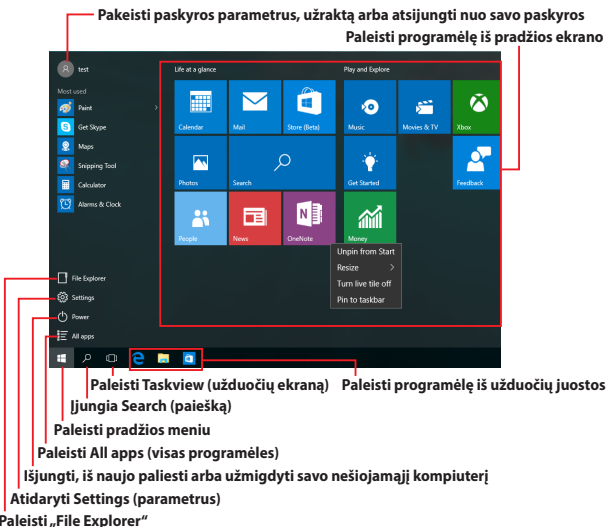 Pakeisti paskyros parametrus, užraktą arba atsijungti nuo savo paskyros
Paleisti programėlę iš pradžios ekrano
test
Life at a glance
Play and Explore
Most used
Paint
Get Skype
Maps
Snipping Tool
Calculator
Alarms & Clock
Calendar
Mail
Store (Beta)
Music
Movies & TV
Xbox
Photos
Search
Get Started
Feedback
People
News
OneNote
Money
Unpin from Start
Resize
Turn live tile off
Pin to taskbar
File Explorer
Settings
Power
All apps
Paleisti Taskview (užduočių ekraną)
Paleisti programėlę iš užduočių juostos
Įjungia Search (paiešką)
Paleisti pradžios meniu
Paleisti All apps (visas programėles)
Išjungti, iš naujo paliesti arba užmigdyti savo nešiojamąjį kompiuterį
Atidaryti Settings (parametrus)
Paleisti „File Explorer“